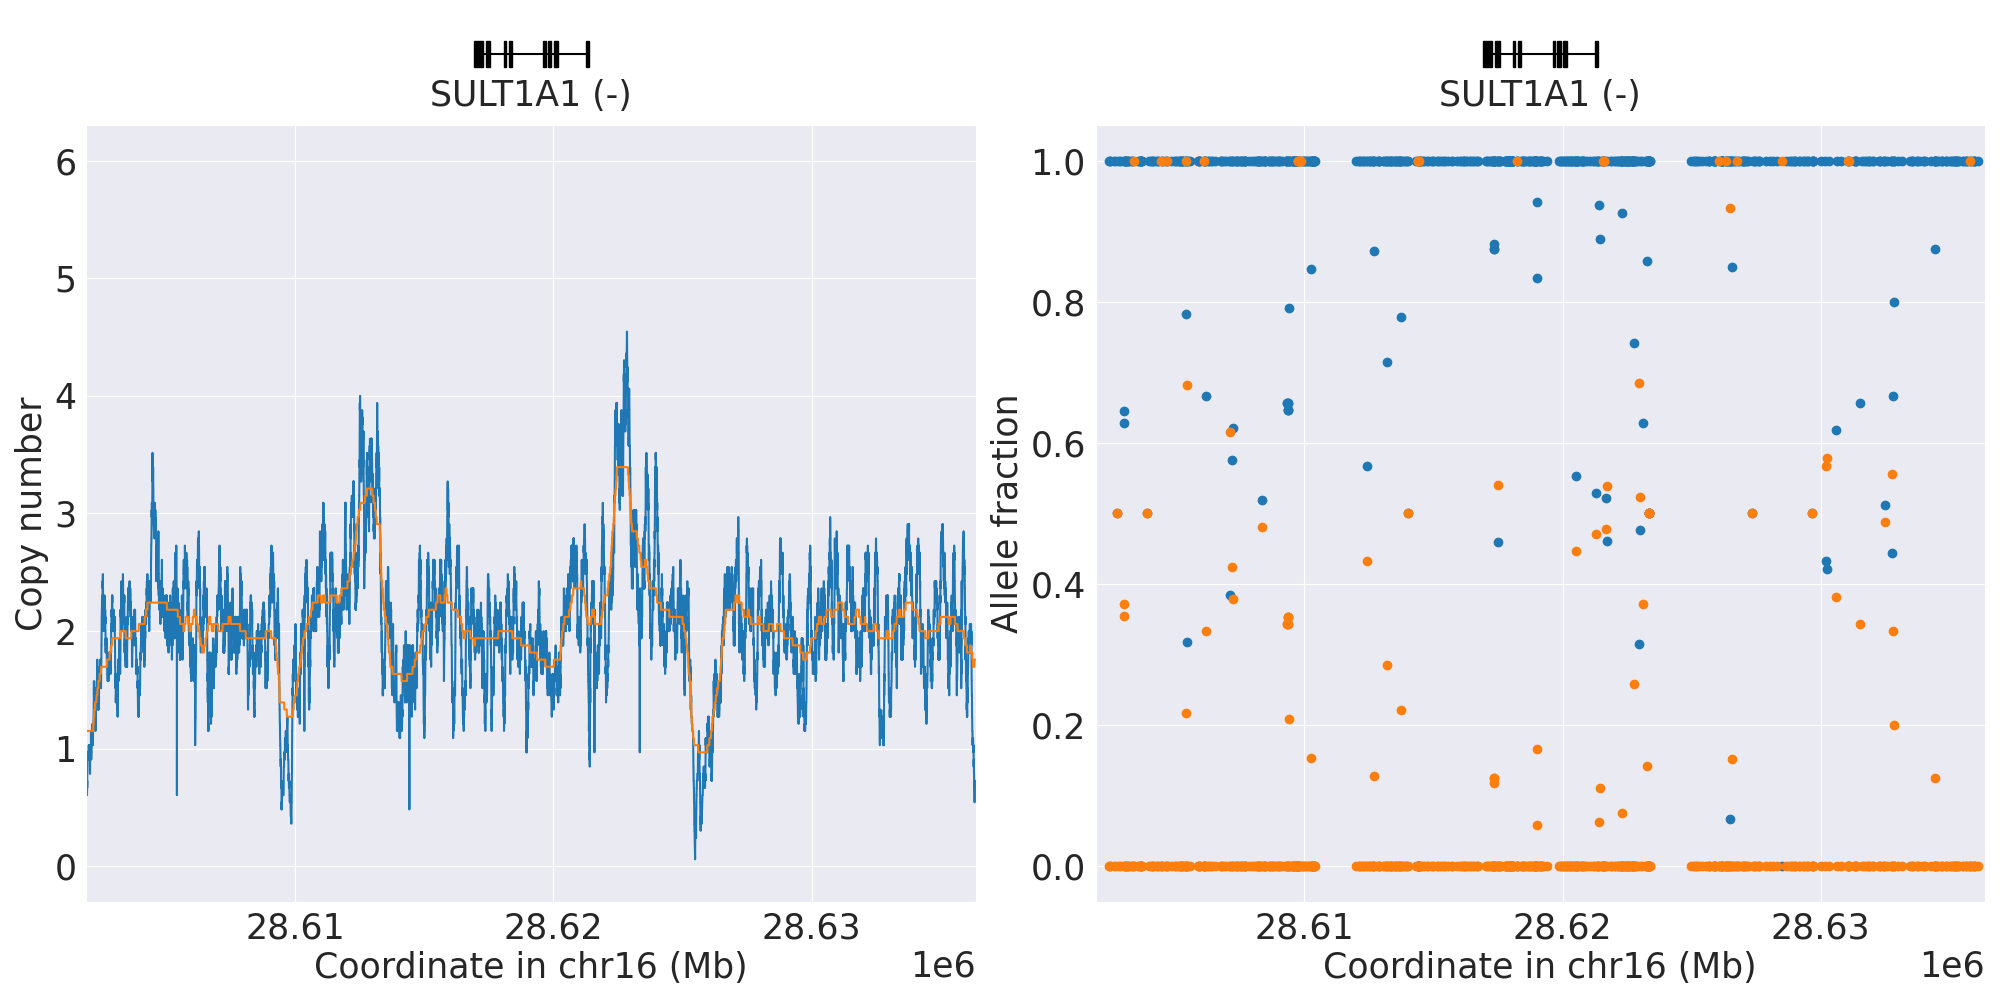 SULT1A1 (-)
6
5
4
3
2
1
0
Copy number
28.61
28.62
28.63
Coordinate in chr16 (Mb)
1e6
SULT1A1 (-)
1.0
0.8
0.6
0.4
0.2
0.0
Allele fraction
28.61
28.62
28.63
Coordinate in chr16 (Mb)
1e6